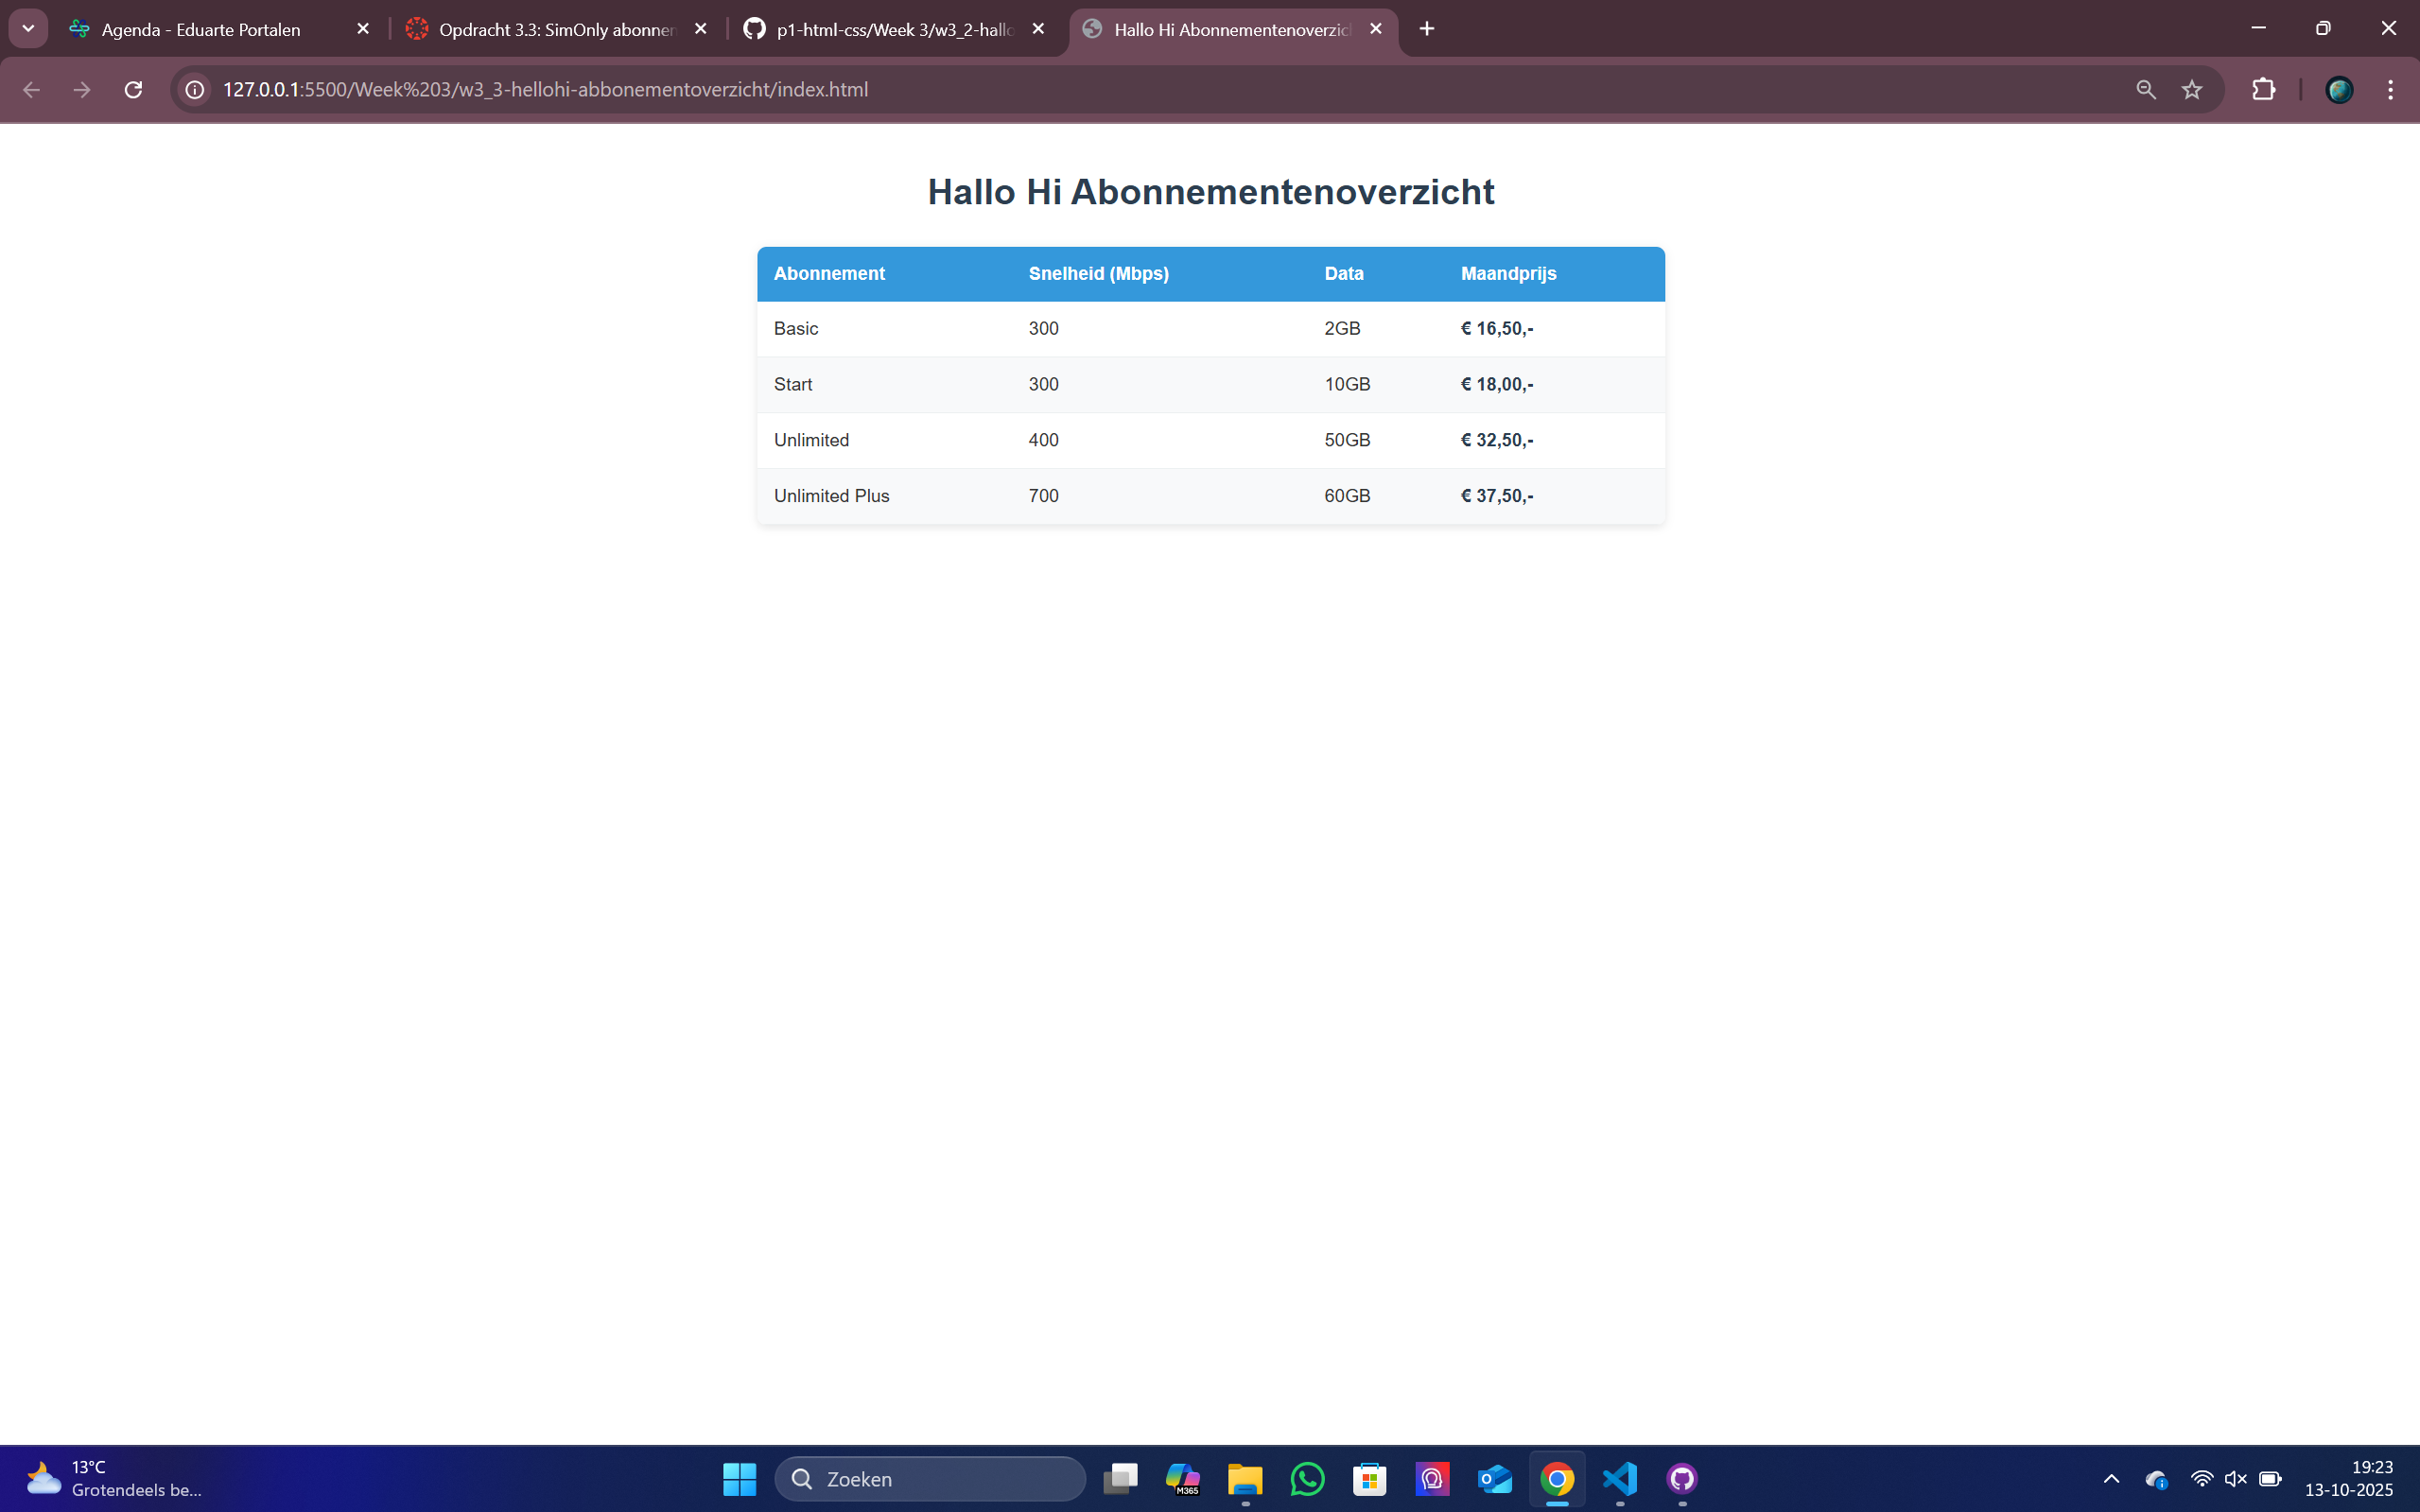 Agenda - Eduarte Portalen
Opdracht 3.3: SimOnly abonnen
p1-html-css/Week 3/w3_2-hallo
Hallo Hi Abonnementenoverzich
127.0.0.1:5500/Week%203/w3_3-hellohi-abbonementoverzicht/index.html
Hallo Hi Abonnementenoverzicht
Abonnement Snelheid (Mbps) Data Maandprijs
Basic 300 2GB € 16,50,-
Start 300 10GB € 18,00,-
Unlimited 400 50GB € 32,50,-
Unlimited Plus 700 60GB € 37,50,-
13°C
Grotendeels be...
Zoeken
M365
19:23
13-10-2025